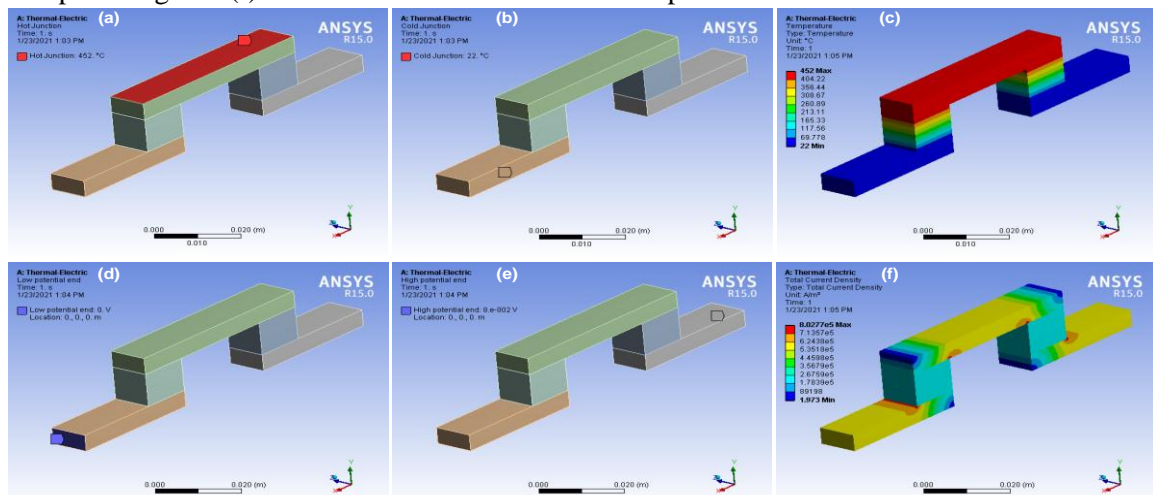 (a)
A: Thermal-Electric
Hot Junction
Time: 1. s
1/23/2021 1:03 PM
Hot Junction: 452. °C
ANSYS
R15.0
0.000
0.020 (m)
0.010
Y
X
(b)
A: Thermal-Electric
Cold Junction
Time: 1. s
1/23/2021 1:03 PM
Cold Junction: 22. °C
ANSYS
R15.0
0.000
0.020 (m)
0.010
Y
X
(c)
A: Thermal-Electric
Temperature
Type: Temperature
Unit: °C
Time: 1
1/23/2021 1:05 PM
452 Max
404.22
356.44
308.67
260.89
213.11
165.33
117.56
69.778
22 Min
ANSYS
R15.0
0.000
0.020 (m)
0.010
Y
X
(d)
A: Thermal-Electric
Low potential end
Time: 1. s
1/23/2021 1:04 PM
Low potential end: 0. V
Location: 0., 0., 0. m
ANSYS
R15.0
0.000
0.020 (m)
0.010
Y
X
(e)
A: Thermal-Electric
High potential end
Time: 1. s
1/23/2021 1:04 PM
High potential end: 8.e-002 V
Location: 0., 0., 0. m
ANSYS
R15.0
0.000
0.020 (m)
0.010
Y
X
(f)
A: Thermal-Electric
Total Current Density
Type: Total Current Density
Unit: A/m²
Time: 1
1/23/2021 1:05 PM
8.0277e5 Max
7.1357e5
6.2438e5
5.3518e5
4.4598e5
3.5679e5
2.6759e5
1.7839e5
89198
1.973 Min
ANSYS
R15.0
0.000
0.020 (m)
0.010
Y
X